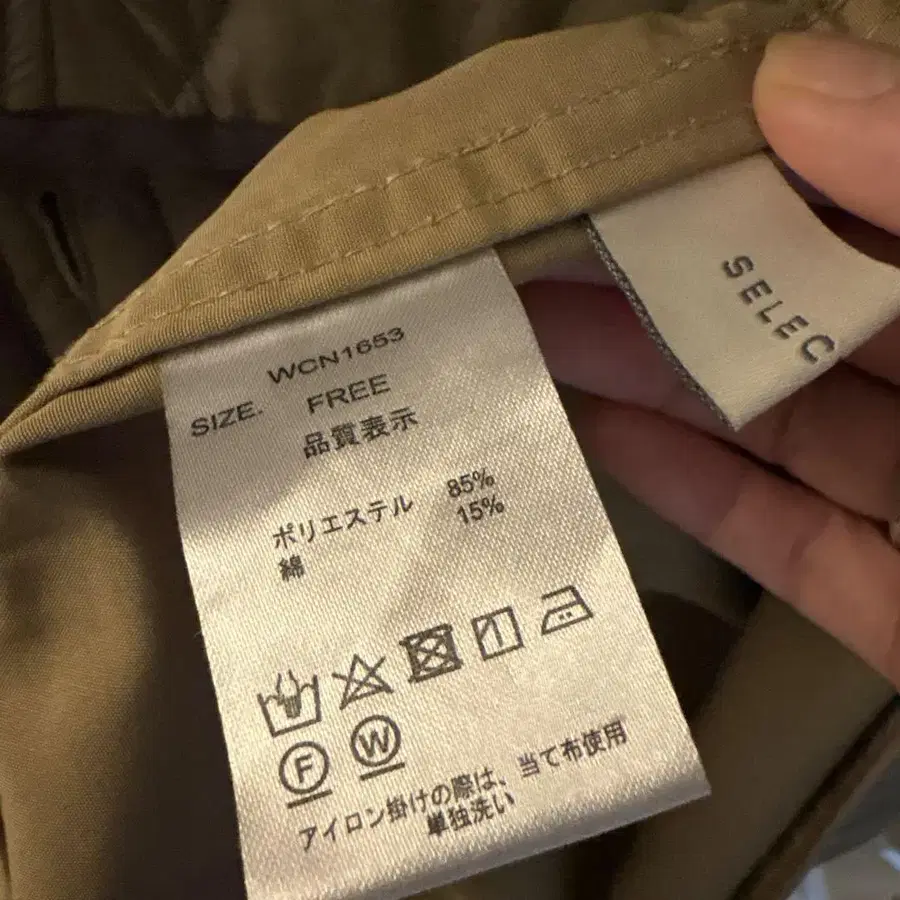 WCN1653
SIZE. FREE
品質表示
ポリエステル 85%
綿 15%
F W
アイロン掛けの際は、当て布使用
単独洗い
SELEC